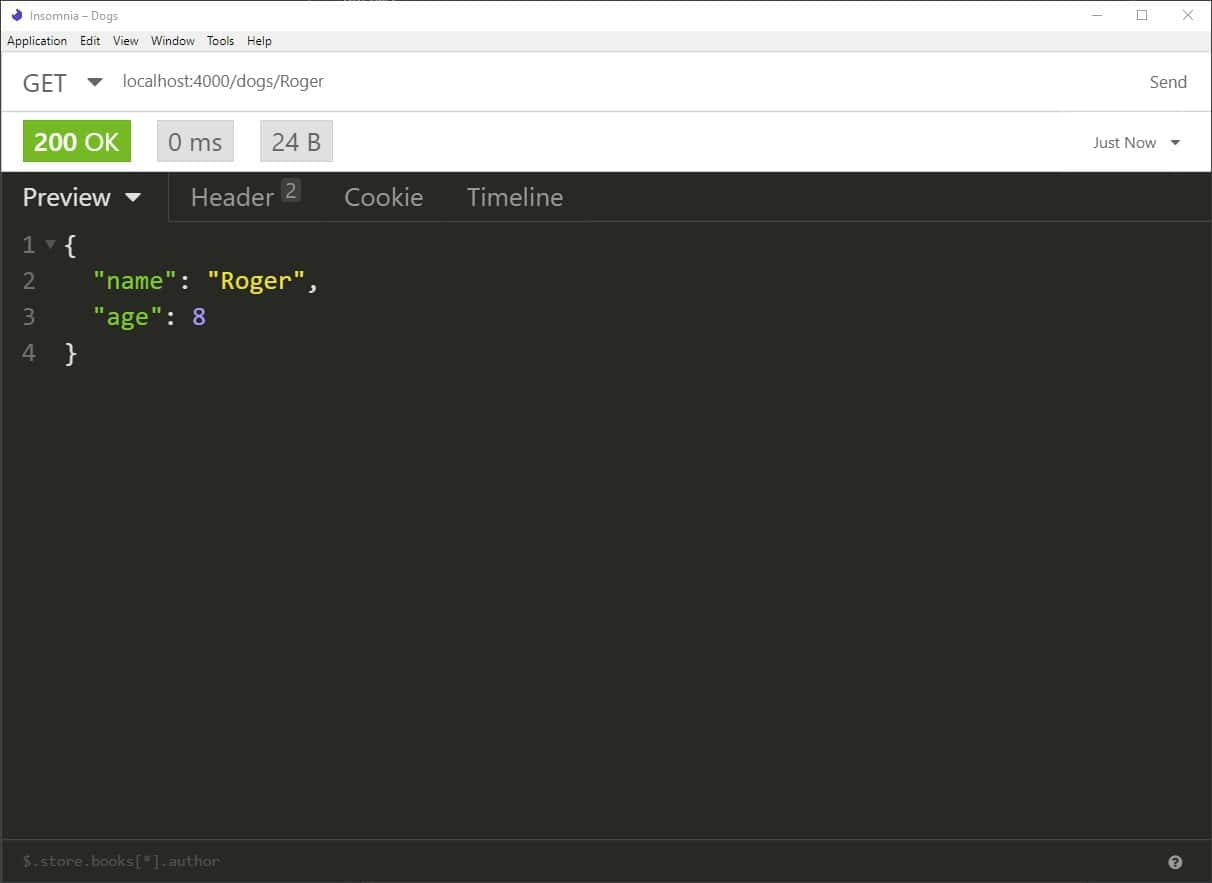 Insomnia – Dogs
Application Edit View Window Tools Help
GET localhost:4000/dogs/Roger Send
200 OK 0 ms 24 B Just Now
Preview Header 2 Cookie Timeline
1 {
2 "name": "Roger",
3 "age": 8
4 }
$.store.books[*].author ?